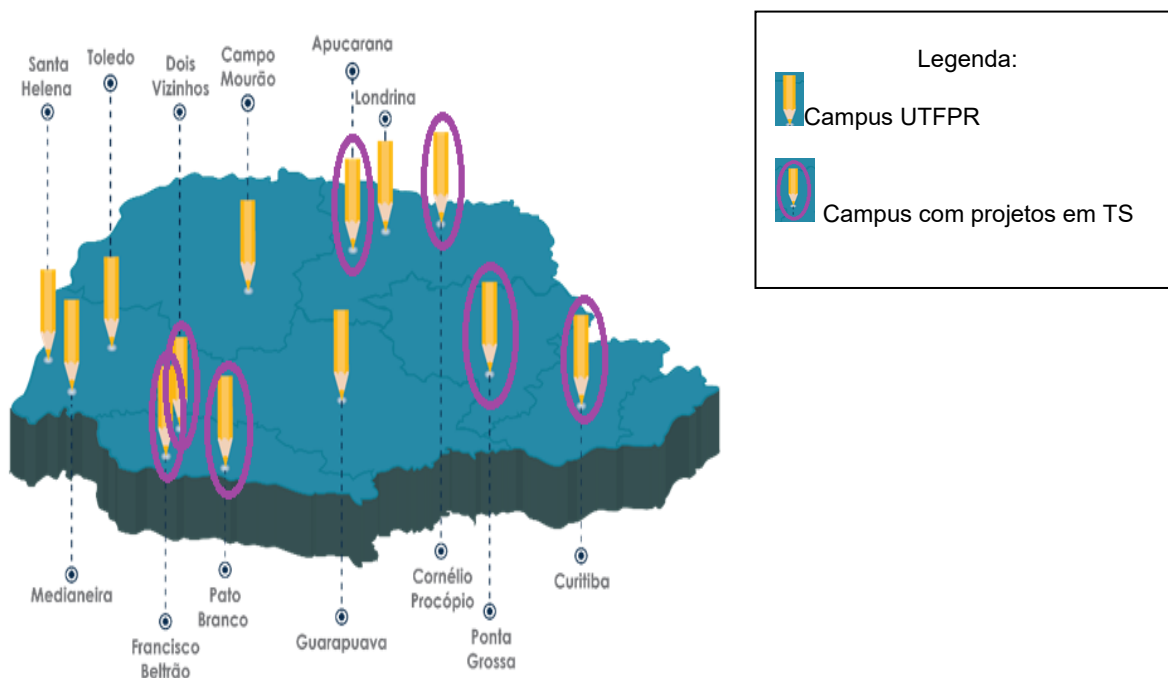 Santa
Helena
Toledo
Dois
Vizinhos
Campo
Mourão
Apucarana
Londrina
Legenda:
Campus UTFPR
Campus com projetos em TS
Medianeira
Francisco
Beltrão
Pato
Branco
Guarapuava
Cornélio
Procópio
Ponta
Grossa
Curitiba